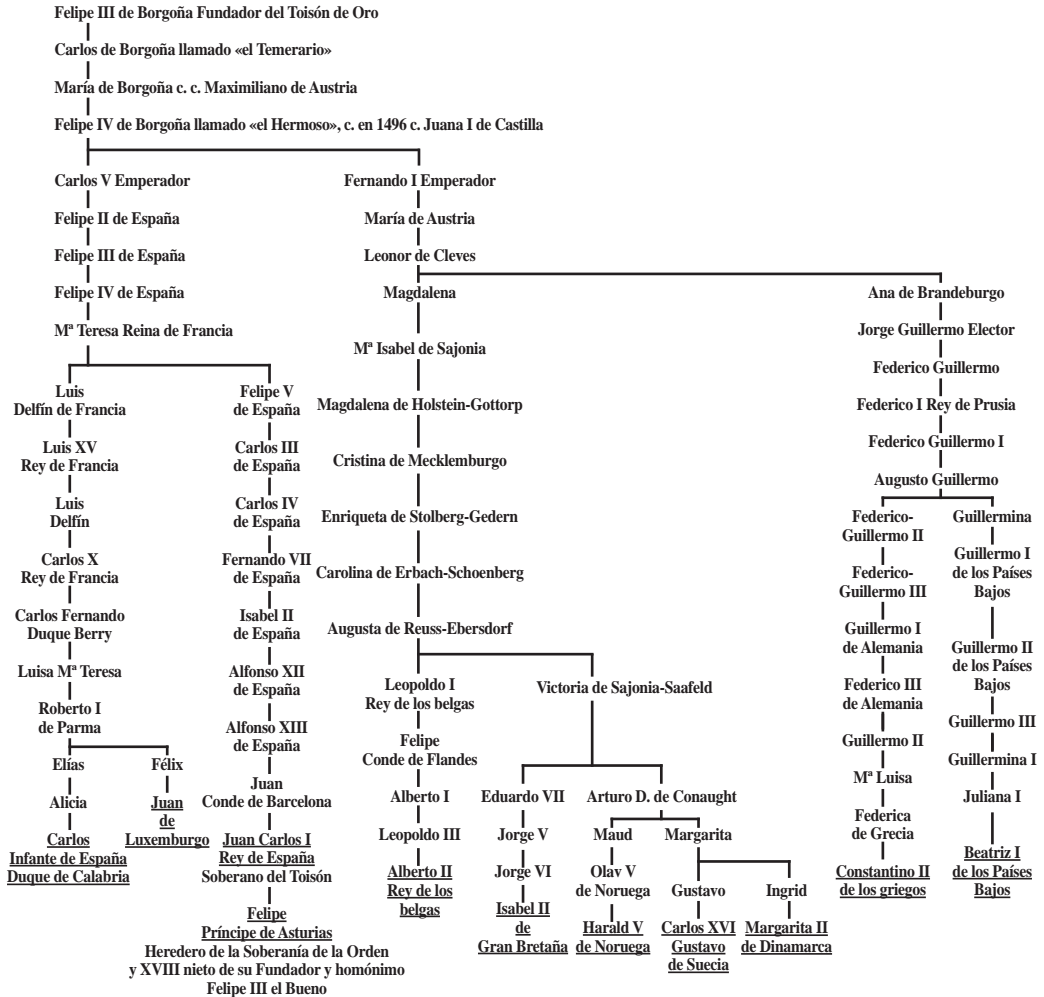 Felipe III de Borgoña Fundador del Toisón de Oro
Carlos de Borgoña llamado «el Temerario»
María de Borgoña c. c. Maximiliano de Austria
Felipe IV de Borgoña llamado «el Hermoso», c. en 1496 c. Juana I de Castilla
Carlos V Emperador
Felipe II de España
Felipe III de España
Felipe IV de España
Mª Teresa Reina de Francia
Luis
Delfín de Francia
Luis XV
Rey de Francia
Luis
Delfín
Carlos X
Rey de Francia
Carlos Fernando
Duque Berry
Luisa Mª Teresa
Roberto I
de Parma
Elías
Alicia
Carlos
Infante de España
Duque de Calabria
Félix
Juan
de
Luxemburgo
Felipe V
de España
Carlos III
de España
Carlos IV
de España
Fernando VII
de España
Isabel II
de España
Alfonso XII
de España
Alfonso XIII
de España
Juan
Conde de Barcelona
Juan Carlos I
Rey de España
Soberano del Toisón
Felipe
Príncipe de Asturias
Heredero de la Soberanía de la Orden
y XVIII nieto de su Fundador y homónimo
Felipe III el Bueno
Fernando I Emperador
María de Austria
Leonor de Cleves
Magdalena
Mª Isabel de Sajonia
Magdalena de Holstein-Gottorp
Cristina de Mecklemburgo
Enriqueta de Stolberg-Gedern
Carolina de Erbach-Schoenberg
Augusta de Reuss-Ebersdorf
Leopoldo I
Rey de los belgas
Felipe
Conde de Flandes
Alberto I
Leopoldo III
Alberto II
Rey de los
belgas
Victoria de Sajonia-Saafeld
Eduardo VII
Jorge V
Jorge VI
Isabel II
de
Gran Bretaña
Arturo D. de Conaught
Maud
Olav V
de Noruega
Harald V
de Noruega
Margarita
Gustavo
Carlos XVI
Gustavo
de Suecia
Ingrid
Margarita II
de Dinamarca
Ana de Brandeburgo
Jorge Guillermo Elector
Federico Guillermo
Federico I Rey de Prusia
Federico Guillermo I
Augusto Guillermo
Federico-
Guillermo II
Federico-
Guillermo III
Guillermo I
de Alemania
Federico III
de Alemania
Guillermo II
Mª Luisa
Federica
de Grecia
Constantino II
de los griegos
Guillermina
Guillermo I
de los Países
Bajos
Guillermo II
de los Países
Bajos
Guillermo III
Guillermina I
Juliana I
Beatriz I
de los Países
Bajos